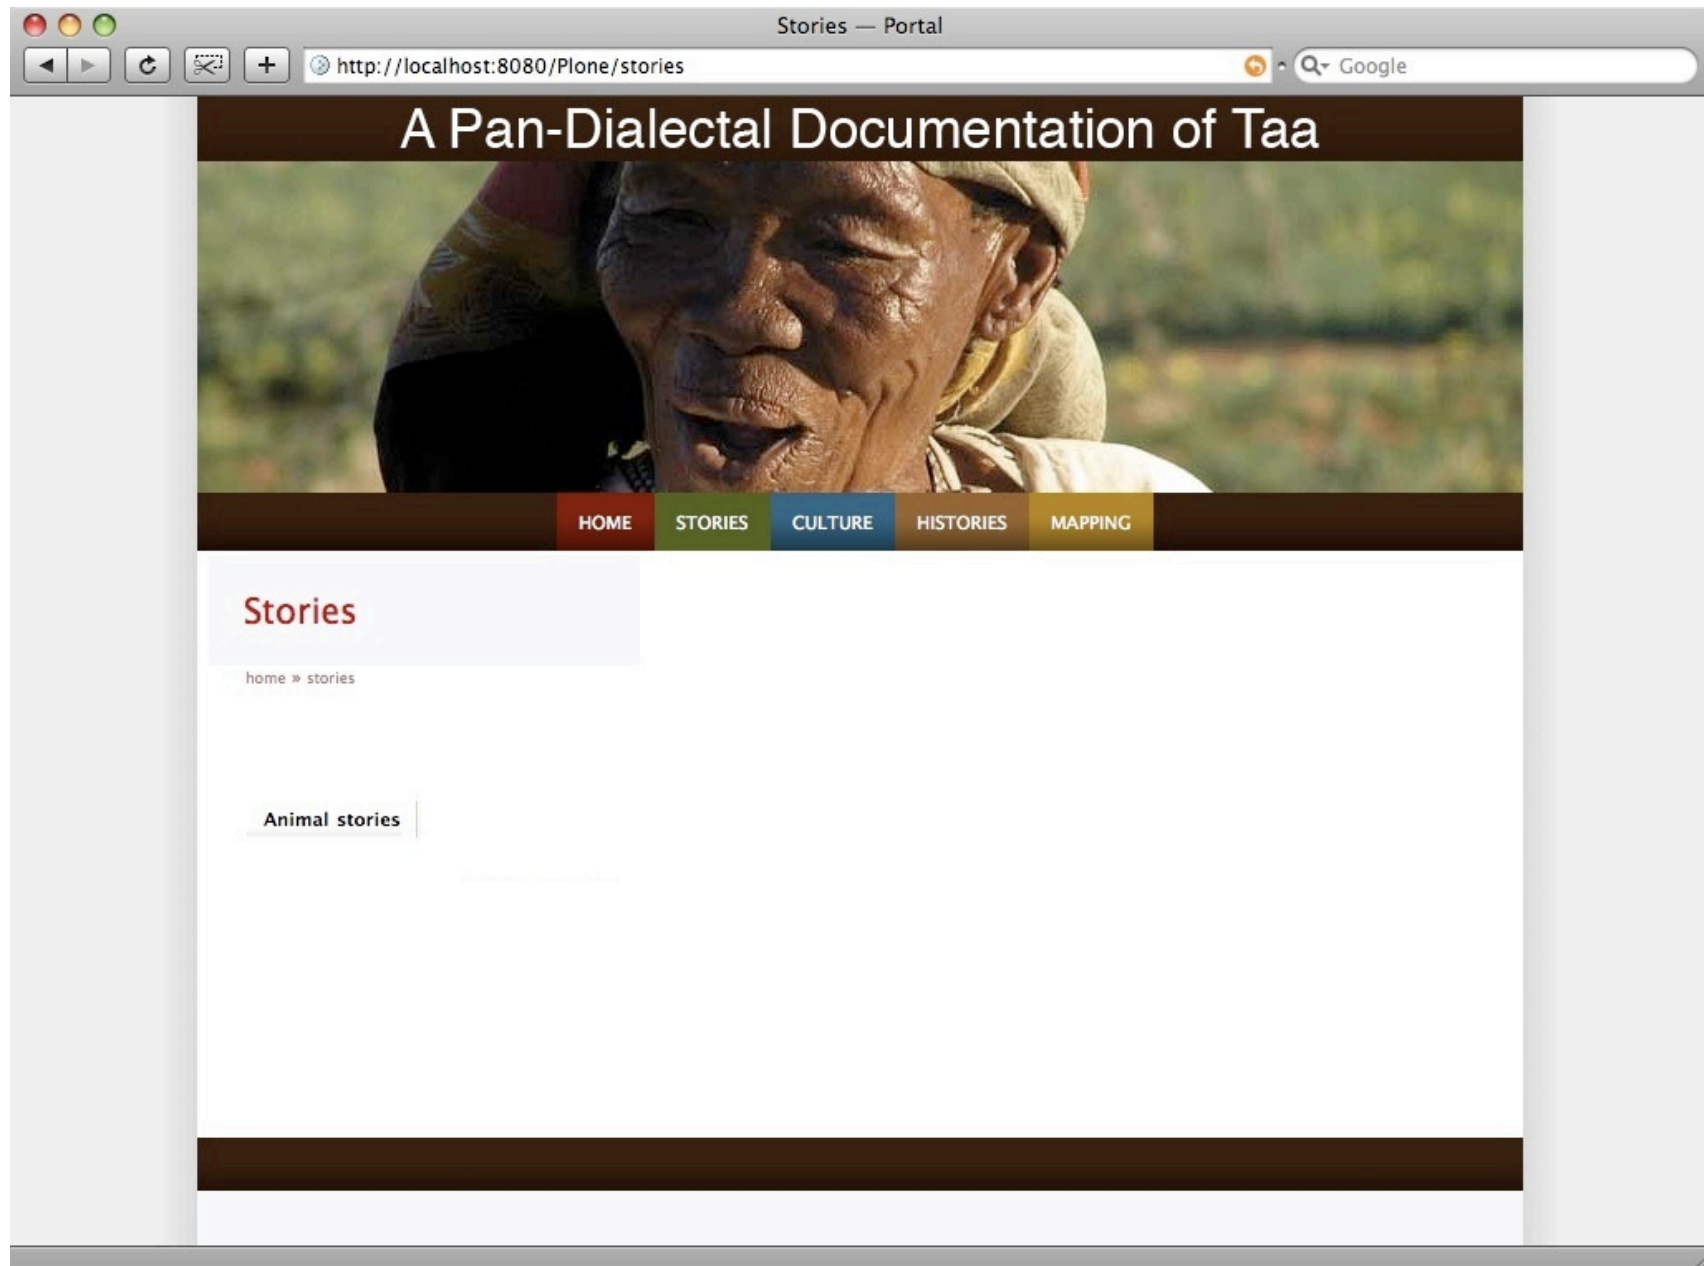 Stories — Portal
http://localhost:8080/Plone/stories
Google
A Pan-Dialectal Documentation of Taa
HOME STORIES CULTURE HISTORIES MAPPING
Stories
home » stories
Animal stories